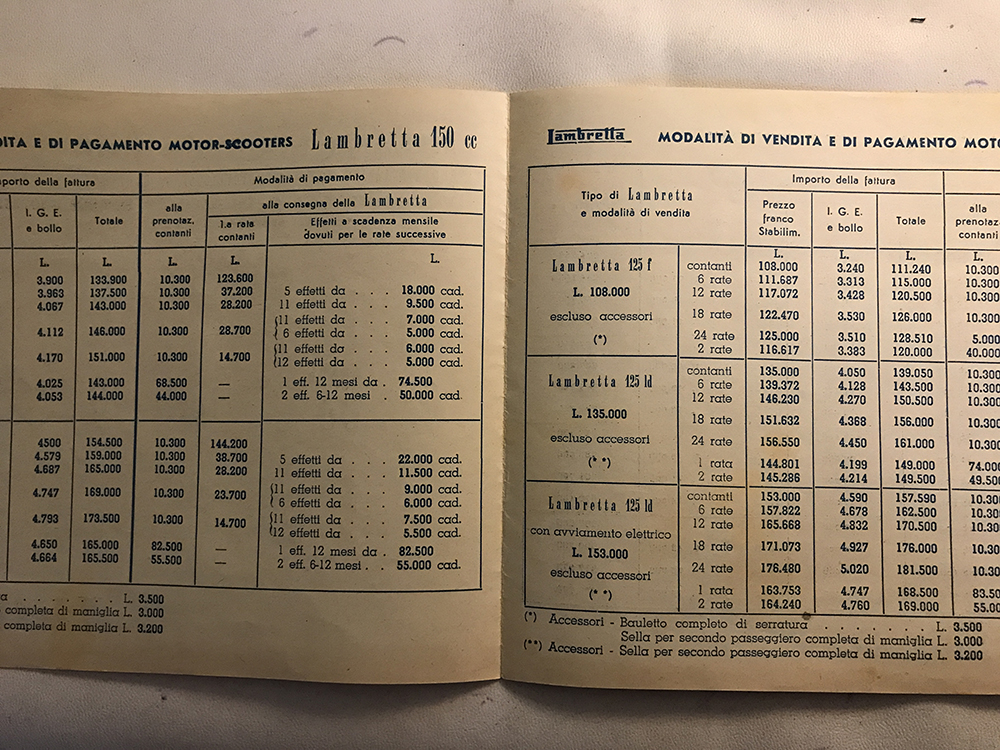 DITA E DI PAGAMENTO MOTOR-SCOOTERS Lambretta 150 cc
mporto della fattura Modalità di pagamento
I. G. E. e bollo Totale alla prenotaz. contanti alla consegna della Lambretta
1.a rata contanti Effetti a scadenza mensile dovuti per le rate successive
L. L. L. L. L.
3.900 133.900 10.300 123.600
3.963 137.500 10.300 37.200 5 effetti da . . . 18.000 cad.
4.067 143.000 10.300 28.200 11 effetti da . . . 9.500 cad.
4.112 146.000 10.300 28.700 {11 effetti da . . . 7.000 cad.
{ 6 effetti da . . . 5.000 cad.
4.170 151.000 10.300 14.700 {11 effetti da . . . 6.000 cad.
{12 effetti da . . . 5.000 cad.
4.025 143.000 68.500 — 1 eff. 12 mesi da . 74.500
4.053 144.000 44.000 — 2 eff. 6-12 mesi . 50.000 cad.
4500 154.500 10.300 144.200
4.579 159.000 10.300 38.700 5 effetti da . . . 22.000 cad.
4.687 165.000 10.300 28.200 11 effetti da . . . 11.500 cad.
4.747 169.000 10.300 23.700 {11 effetti da . . . 9.000 cad.
{ 6 effetti da . . . 6.000 cad.
4.793 173.500 10.300 14.700 {11 effetti da . . . 7.500 cad.
{12 effetti da . . . 5.500 cad.
4.650 165.000 82.500 — 1 eff. 12 mesi da . 82.500
4.664 165.500 55.500 — 2 eff. 6-12 mesi . . 55.000 cad.
ra . . . . . . . L. 3.500
o completa di maniglia L. 3.000
o completa di maniglia L. 3.200
Lambretta MODALITÀ DI VENDITA E DI PAGAMENTO MOTO
Tipo di Lambretta e modalità di vendita Importo della fattura
Prezzo franco Stabilim. I. G. E. e bollo Totale alla prenotaz. contanti
L. L. L. L.
Lambretta 125 f contanti 108.000 3.240 111.240 10.300
6 rate 111.687 3.313 115.000 10.300
L. 108.000 12 rate 117.072 3.428 120.500 10.300
escluso accessori 18 rate 122.470 3.530 126.000 10.300
(*) 24 rate 125.000 3.510 128.510 5.000
2 rate 116.617 3.383 120.000 40.000
Lambretta 125 ld contanti 135.000 4.050 139.050 10.300
6 rate 139.372 4.128 143.500 10.300
L. 135.000 12 rate 146.230 4.270 150.500 10.300
18 rate 151.632 4.368 156.000 10.300
escluso accessori 24 rate 156.550 4.450 161.000 10.300
(* *) 1 rata 144.801 4.199 149.000 74.000
2 rate 145.286 4.214 149.500 49.500
Lambretta 125 ld contanti 153.000 4.590 157.590 10.300
6 rate 157.822 4.678 162.500 10.300
con avviamento elettrico 12 rate 165.668 4.832 170.500 10.300
L. 153.000 18 rate 171.073 4.927 176.000 10.300
escluso accessori 24 rate 176.480 5.020 181.500 10.300
(* *) 1 rata 163.753 4.747 168.500 83.500
2 rate 164.240 4.760 169.000 55.00
(*) Accessori - Bauletto completo di serratura . . . . . . . L. 3.500
Sella per secondo passeggiero completa di maniglia L. 3.000
(**) Accessori - Sella per secondo passeggiero completa di maniglia L. 3.200